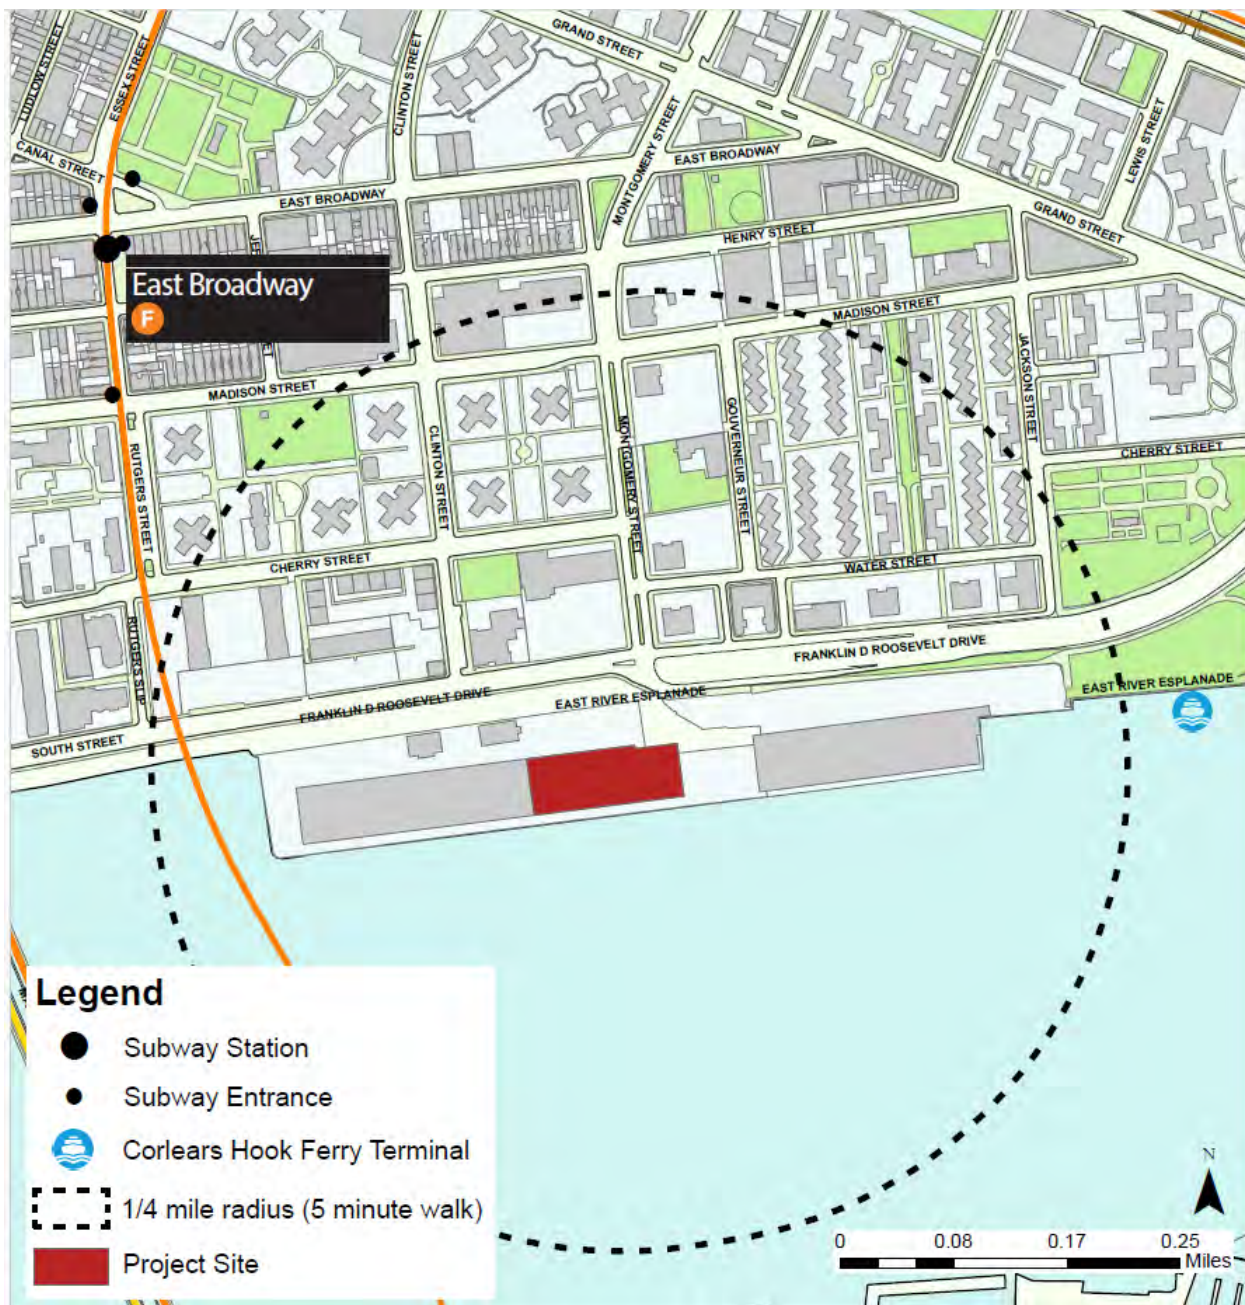 GRAND STREET
LUDLOW STREET
ESSEX STREET
CLINTON STREET
CANAL STREET
MONTGOMERY STREET
EAST BROADWAY
LEWIS STREET
EAST BROADWAY
HENRY STREET
GRAND STREET
East Broadway
F
MADISON STREET
MADISON STREET
JACKSON STREET
GOUVERNEUR STREET
CLINTON STREET
MONTGOMERY STREET
RUTGERS STREET
CHERRY STREET
CHERRY STREET
WATER STREET
RUTGERS SLIP
FRANKLIN D ROOSEVELT DRIVE
EAST RIVER ESPLANADE
FRANKLIN D ROOSEVELT DRIVE
EAST RIVER ESPLANADE
SOUTH STREET
Legend
Subway Station
Subway Entrance
Corlears Hook Ferry Terminal
1/4 mile radius (5 minute walk)
Project Site
N
0 0.08 0.17 0.25
Miles